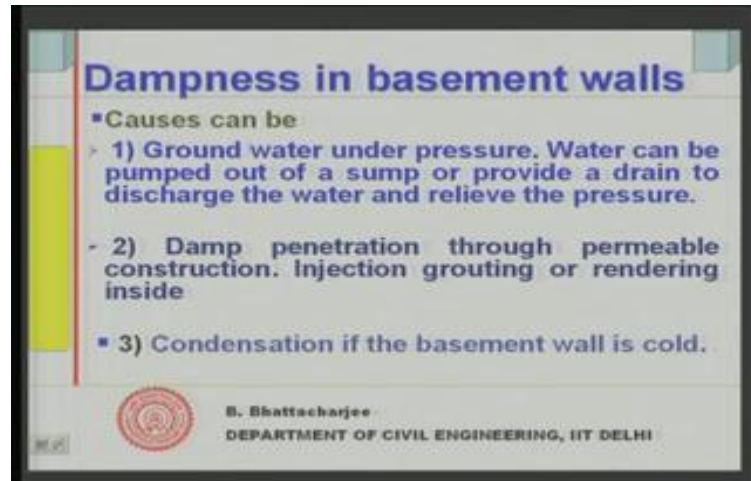 Dampness in basement walls
▪Causes can be
1) Ground water under pressure. Water can be
pumped out of a sump or provide a drain to
discharge the water and relieve the pressure.
- 2) Damp penetration through permeable
construction. Injection grouting or rendering
inside
▪ 3) Condensation if the basement wall is cold.
B. Bhattacharjee
DEPARTMENT OF CIVIL ENGINEERING, IIT DELHI